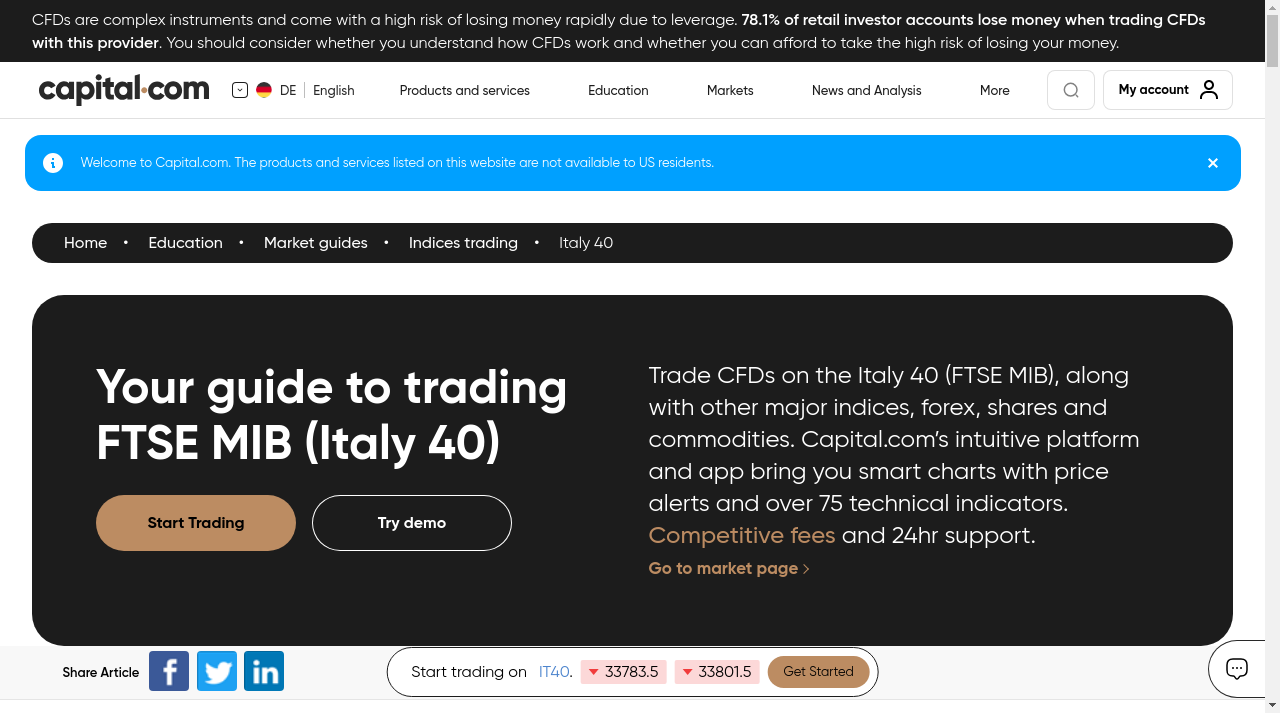 CFDs are complex instruments and come with a high risk of losing money rapidly due to leverage. 78.1% of retail investor accounts lose money when trading CFDs
with this provider. You should consider whether you understand how CFDs work and whether you can afford to take the high risk of losing your money.
capital.com DE English Products and services Education Markets News and Analysis More My account
Welcome to Capital.com. The products and services listed on this website are not available to US residents.
Home • Education • Market guides • Indices trading • Italy 40
Your guide to trading
FTSE MIB (Italy 40)
Start Trading Try demo
Trade CFDs on the Italy 40 (FTSE MIB), along
with other major indices, forex, shares and
commodities. Capital.com’s intuitive platform
and app bring you smart charts with price
alerts and over 75 technical indicators.
Competitive fees and 24hr support.
Go to market page
Share Article
Start trading on IT40. 33783.5 33801.5 Get Started